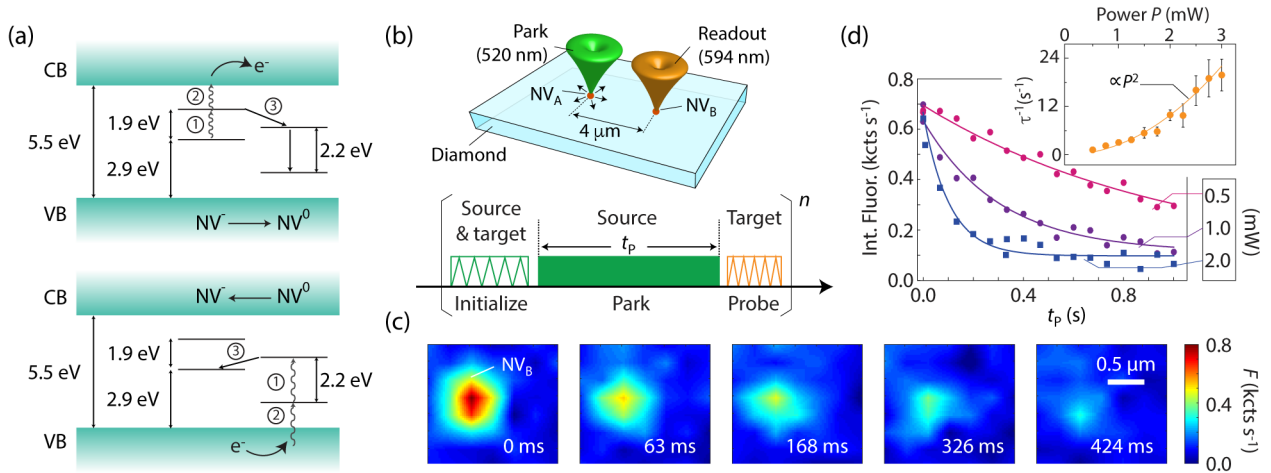 (a)
CB
e⁻
②
③
①
1.9 eV
5.5 eV
2.2 eV
2.9 eV
VB
NV⁻ → NV⁰
CB
NV⁻ ← NV⁰
③
1.9 eV
①
5.5 eV
2.2 eV
2.9 eV
②
VB
e⁻
(b)
Park
(520 nm)
Readout
(594 nm)
NV_A
NV_B
4 μm
Diamond
n
Source
& target
Source
Target
t_P
Initialize
Park
Probe
(c)
NV_B
0 ms
63 ms
168 ms
326 ms
0.5 μm
424 ms
0.8
0.4
0.0
F (kcts s⁻¹)
(d)
Power P (mW)
0
1
2
3
24
12
0
τ⁻¹(s⁻¹)
∝P²
0.8
0.6
0.4
0.2
0.0
Int. Fluor. (kcts s⁻¹)
0.5
1.0
2.0
(mW)
0.0
0.4
0.8
t_P (s)